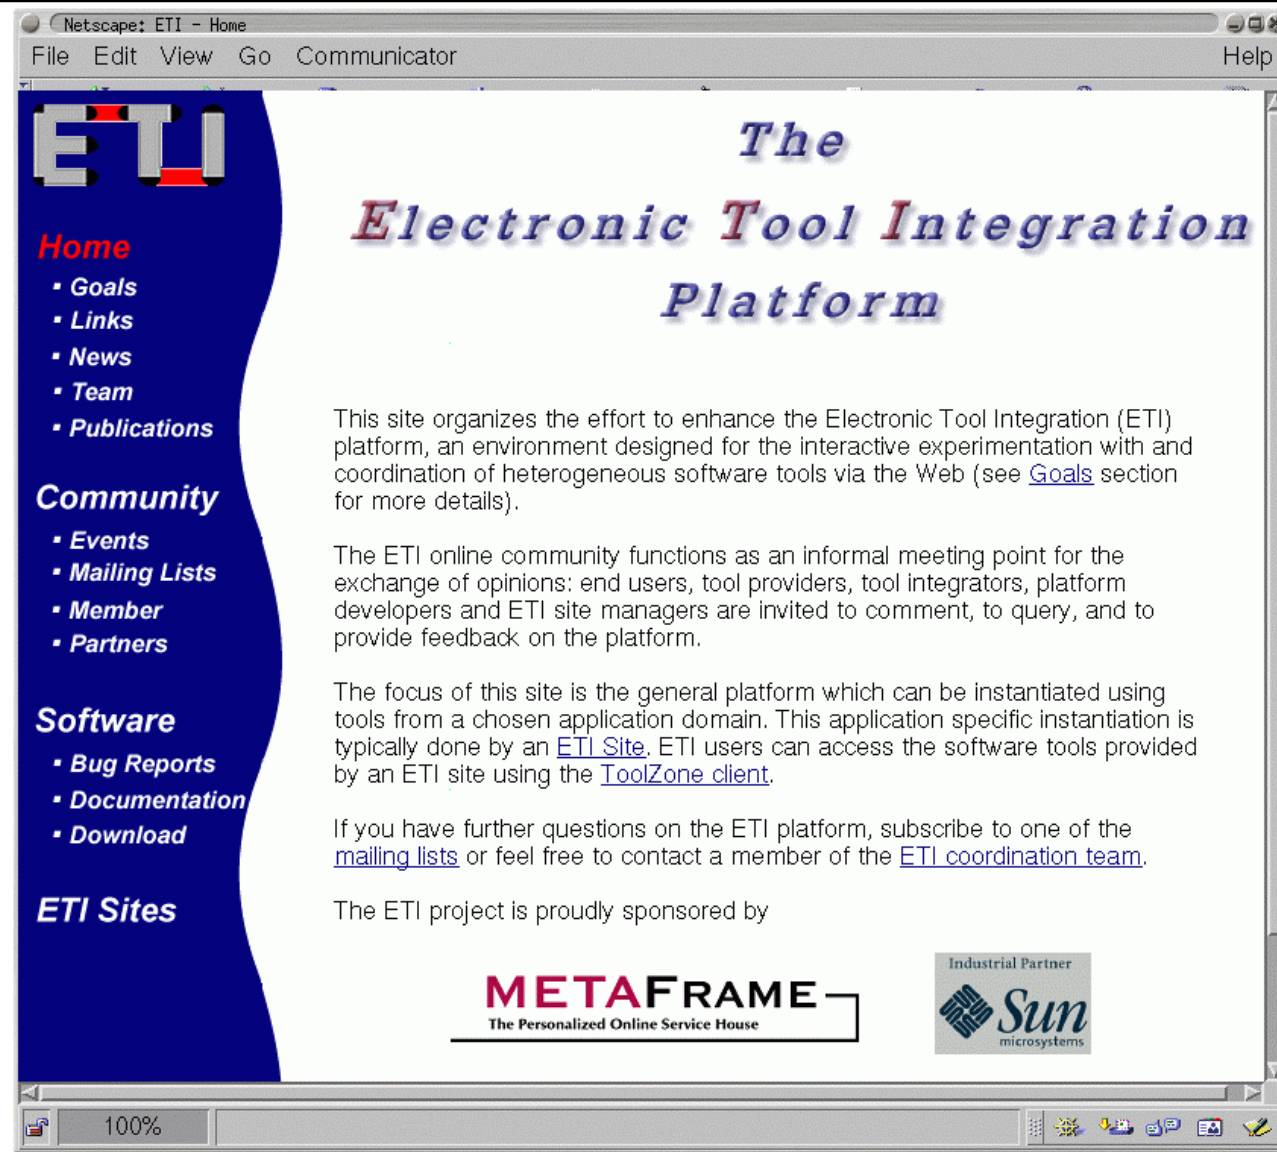 Netscape: ETI - Home
File Edit View Go Communicator Help
ETI
Home
▪ Goals
▪ Links
▪ News
▪ Team
▪ Publications
Community
▪ Events
▪ Mailing Lists
▪ Member
▪ Partners
Software
▪ Bug Reports
▪ Documentation
▪ Download
ETI Sites
The
Electronic Tool Integration
Platform
This site organizes the effort to enhance the Electronic Tool Integration (ETI)
platform, an environment designed for the interactive experimentation with and
coordination of heterogeneous software tools via the Web (see Goals section
for more details).
The ETI online community functions as an informal meeting point for the
exchange of opinions: end users, tool providers, tool integrators, platform
developers and ETI site managers are invited to comment, to query, and to
provide feedback on the platform.
The focus of this site is the general platform which can be instantiated using
tools from a chosen application domain. This application specific instantiation is
typically done by an ETI Site. ETI users can access the software tools provided
by an ETI site using the ToolZone client.
If you have further questions on the ETI platform, subscribe to one of the
mailing lists or feel free to contact a member of the ETI coordination team.
The ETI project is proudly sponsored by
METAFRAME
The Personalized Online Service House
Industrial Partner
Sun
microsystems
100%